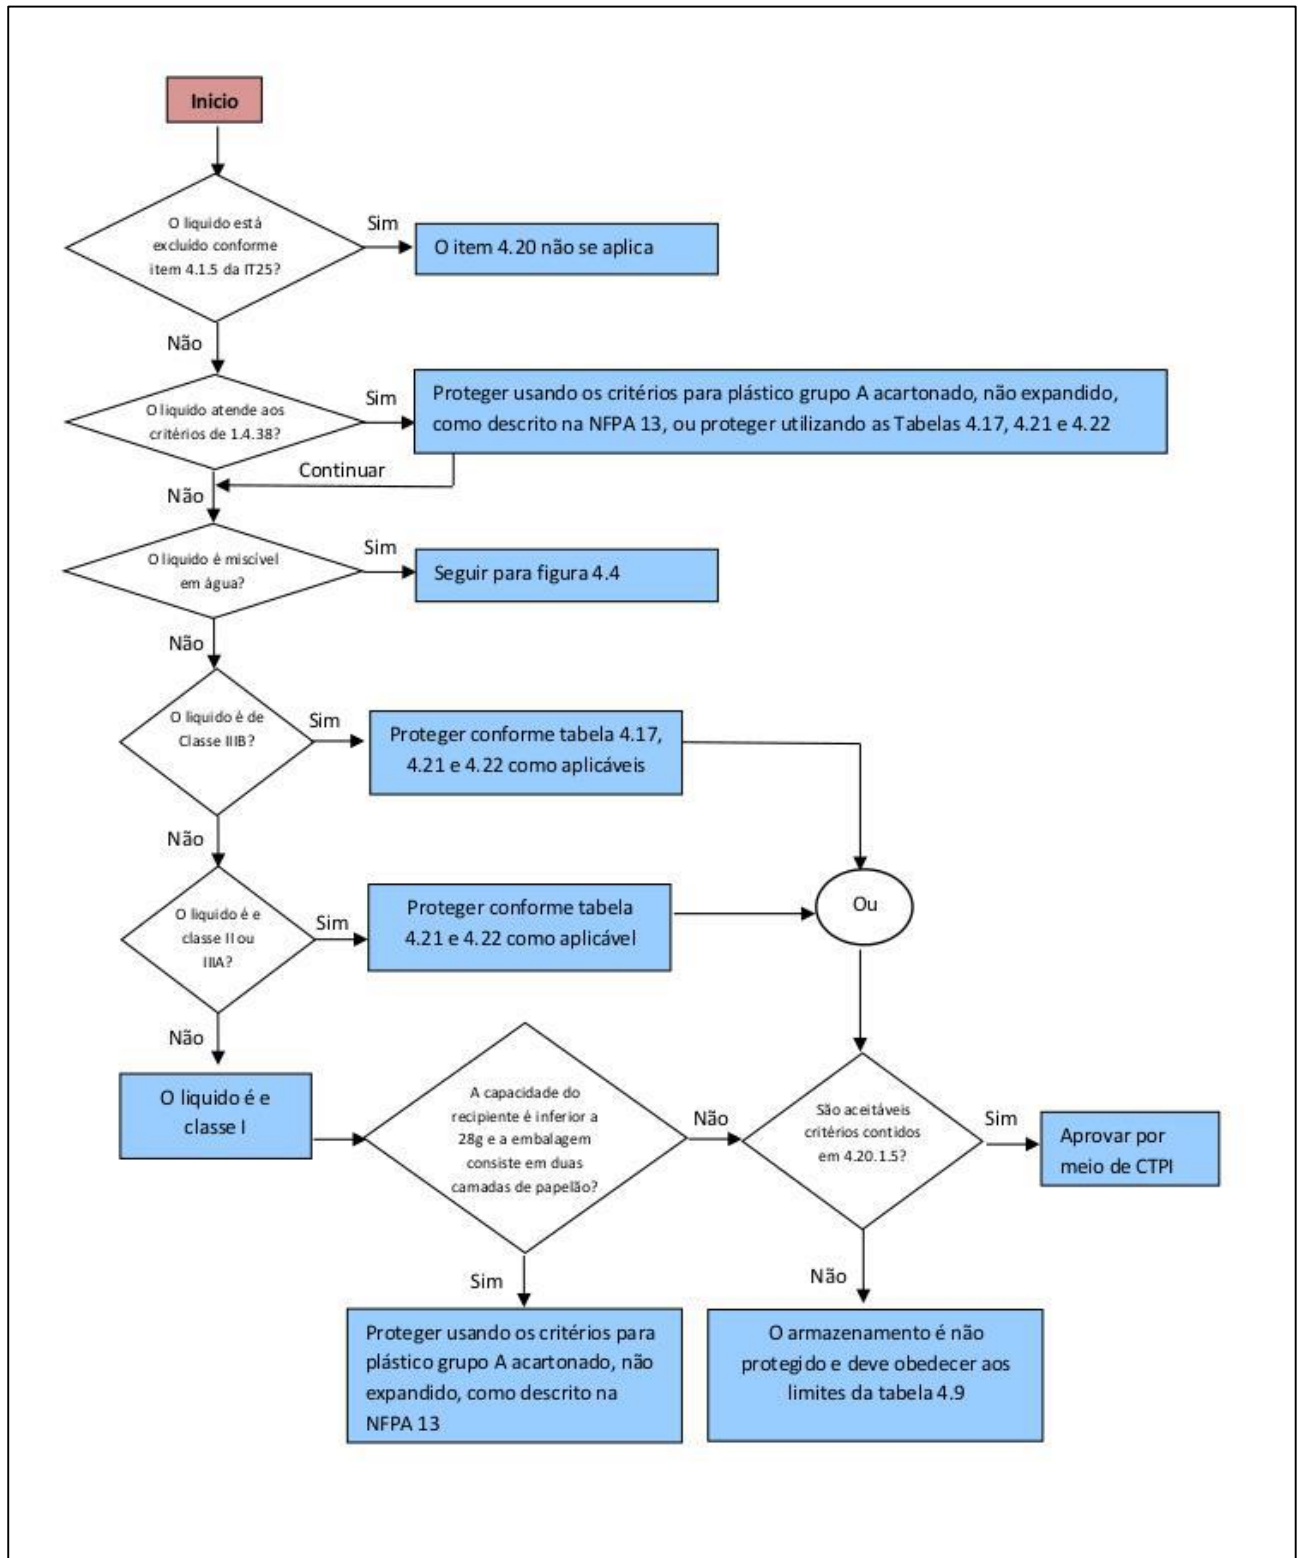 Inicio
O liquido está
excluído conforme
item 4.1.5 da IT25?
Sim
O item 4.20 não se aplica
Não
O liquido atende aos
critérios de 1.4.38?
Sim
Proteger usando os critérios para plástico grupo A acartonado, não expandido,
como descrito na NFPA 13, ou proteger utilizando as Tabelas 4.17, 4.21 e 4.22
Continuar
Não
O liquido é miscível
em água?
Sim
Seguir para figura 4.4
Não
O liquido é de
Classe IIIB?
Sim
Proteger conforme tabela 4.17,
4.21 e 4.22 como aplicáveis
Não
O liquido é e
classe II ou
IIIA?
Sim
Proteger conforme tabela
4.21 e 4.22 como aplicável
Ou
Não
O liquido é e
classe I
A capacidade do
recipiente é inferior a
28g e a embalagem
consiste em duas
camadas de papelão?
Não
São aceitáveis
critérios contidos
em 4.20.1.5?
Sim
Aprovar por
meio de CTPI
Sim
Proteger usando os critérios para
plástico grupo A acartonado, não
expandido, como descrito na
NFPA 13
Não
O armazenamento é não
protegido e deve obedecer aos
limites da tabela 4.9